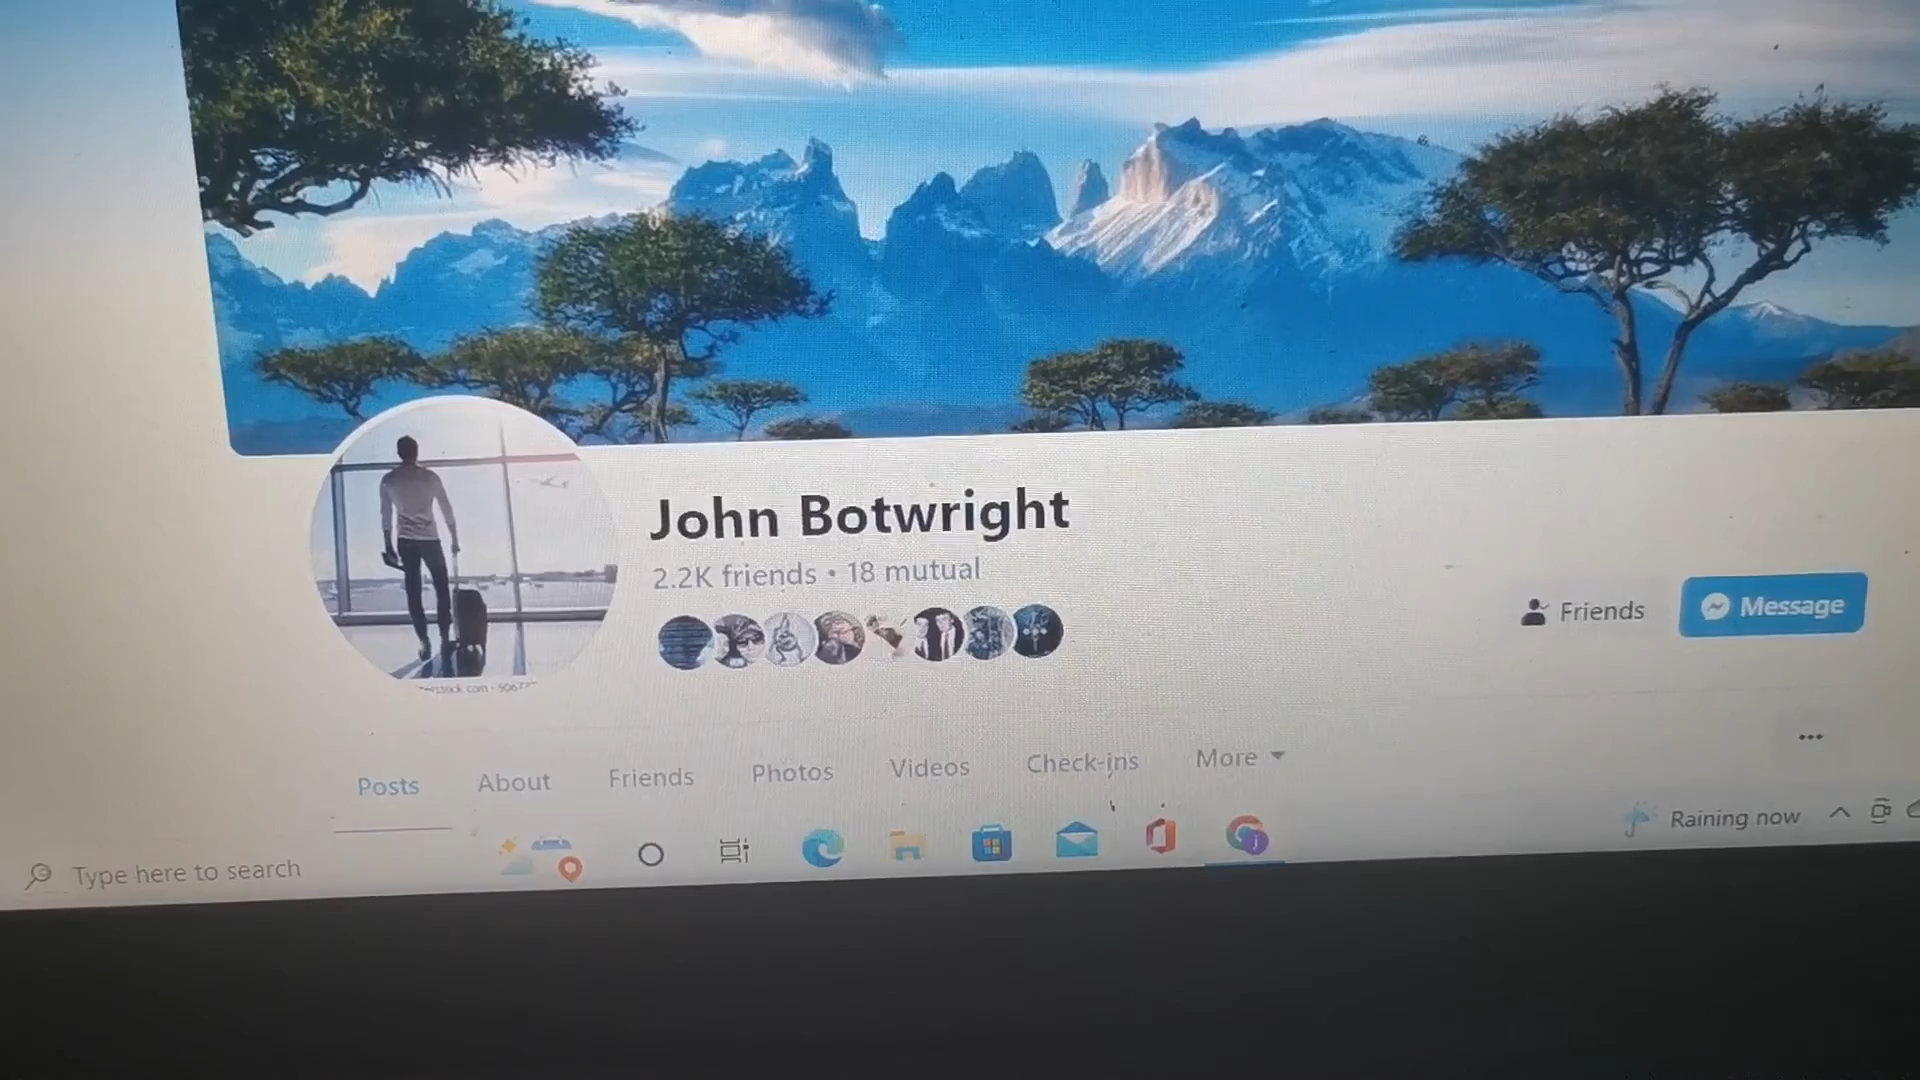 John Botwright
2.2K friends • 18 mutual
Friends
Message
Posts
About
Friends
Photos
Videos
Check-ins
More
Raining now
Type here to search